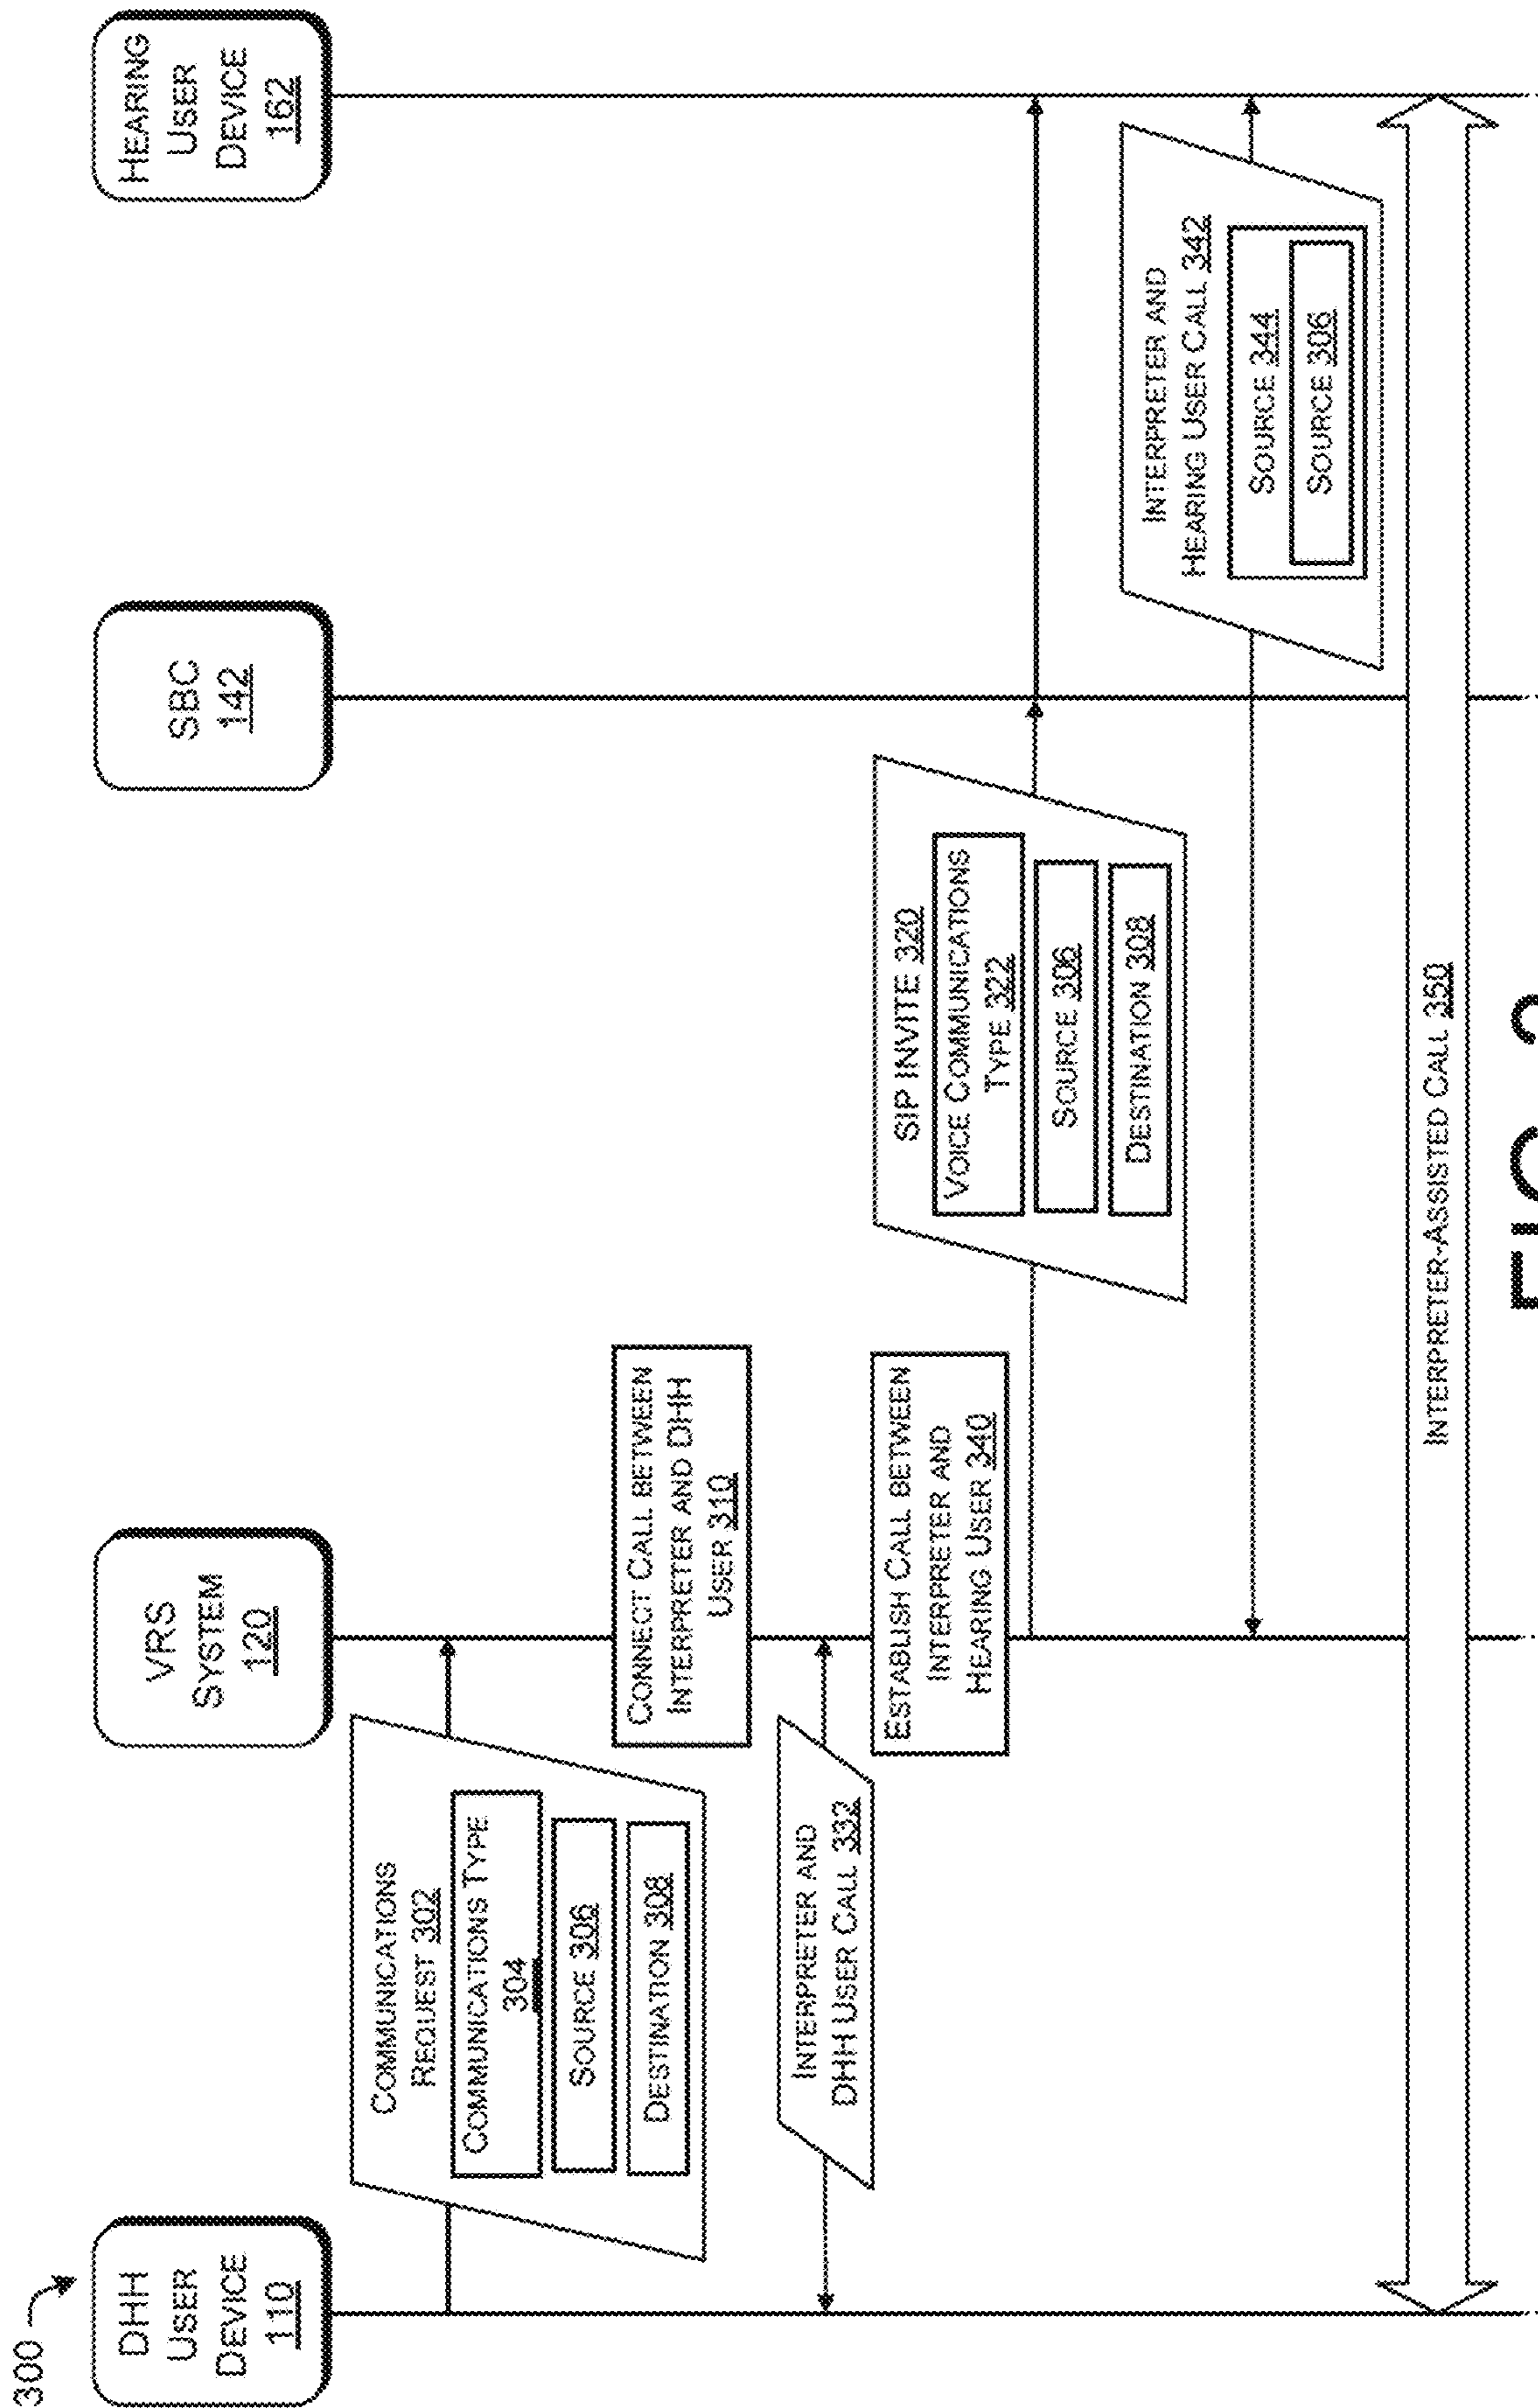 300
DHH
USER
DEVICE
110
VRS
SYSTEM
120
SBC
142
HEARING
USER
DEVICE
162
COMMUNICATIONS
REQUEST 302
COMMUNICATIONS TYPE
304
SOURCE 306
DESTINATION 308
CONNECT CALL BETWEEN
INTERPRETER AND DHH
USER 310
INTERPRETER AND
DHH USER CALL 332
ESTABLISH CALL BETWEEN
INTERPRETER AND
HEARING USER 340
SIP INVITE 320
VOICE COMMUNICATIONS
TYPE 322
SOURCE 306
DESTINATION 308
INTERPRETER AND
HEARING USER CALL 342
SOURCE 344
SOURCE 306
INTERPRETER-ASSISTED CALL 350